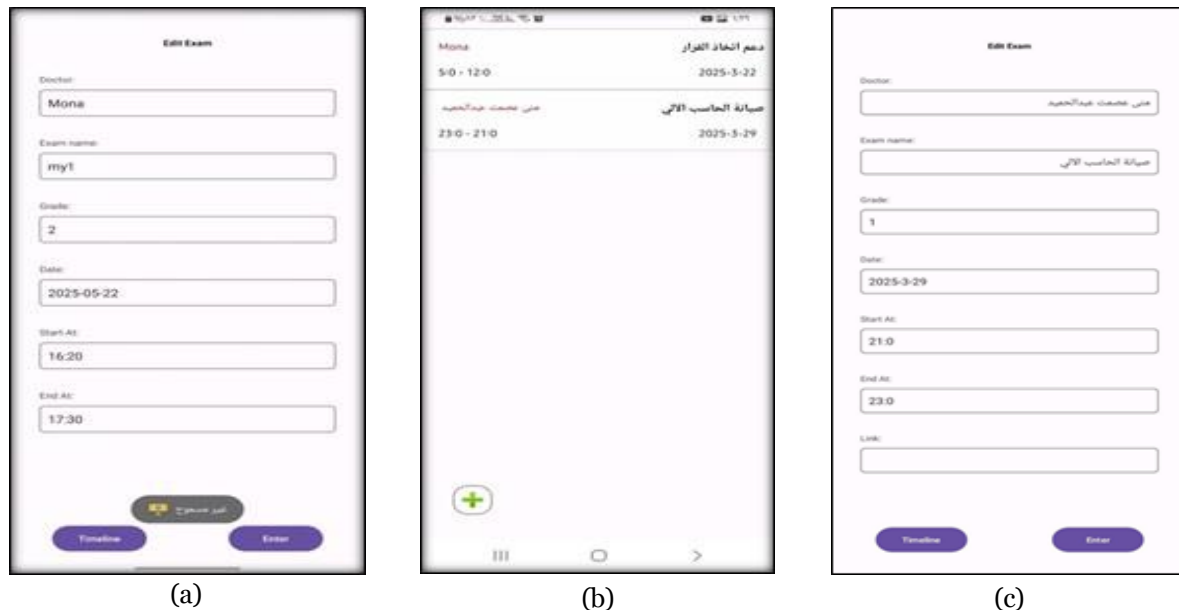 Edit Exam
Doctor:
Mona
Exam name:
my1
Grade:
2
Date:
2025-05-22
Start At:
16:20
End At:
17:30
غير مسموح
Timeline
Enter
(a)
دعم اتخاذ القرار
Mona
5:0 - 12:0
2025-3-22
صيانة الحاسب الالي
منى عصمت عبدالحميد
23:0 - 21:0
2025-3-29
(b)
Edit Exam
Doctor:
منى عصمت عبدالحميد
Exam name:
صيانة الحاسب الالي
Grade:
1
Date:
2025-3-29
Start At:
21:0
End At:
23:0
Link:
Timeline
Enter
(c)